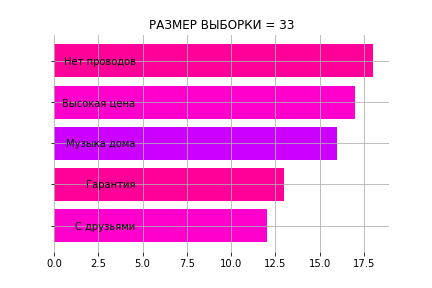 РАЗМЕР ВЫБОРКИ = 33
Нет проводов
Высокая цена
Музыка дома
Гарантия
С друзьями
0.0 2.5 5.0 7.5 10.0 12.5 15.0 17.5